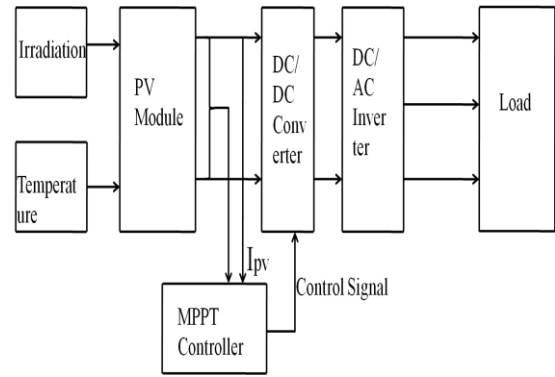 Irradiation
Temperat
ure
PV
Module
DC/
DC
Conv
erter
DC/
AC
Inver
ter
Load
Ipv
Control Signal
MPPT
Controller